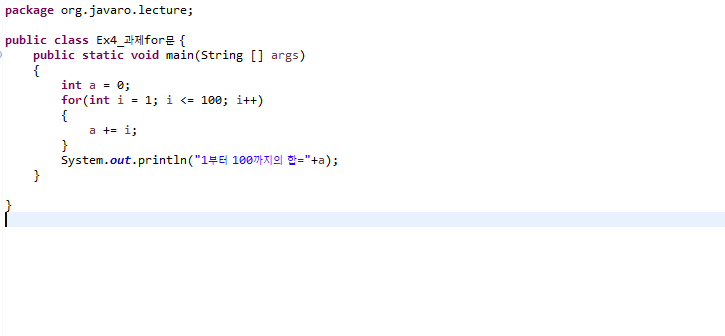 package org.javaro.lecture;
public class Ex4_과제for문 {
public static void main(String [] args)
{
int a = 0;
for(int i = 1; i <= 100; i++)
{
a += i;
}
System.out.println("1부터 100까지의 합="+a);
}
}